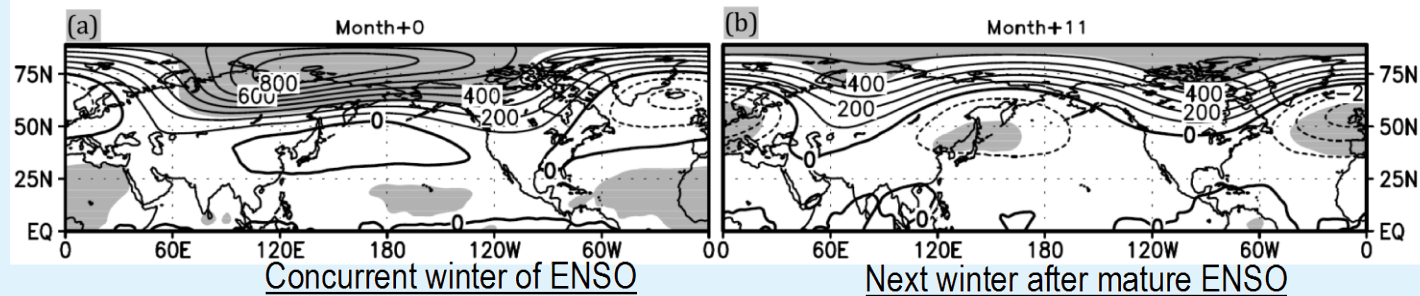 (a) Month+0
75N
50N
25N
EQ
0 60E 120E 180 120W 60W 0
800
600
400
200
0
0
0
Concurrent winter of ENSO
(b) Month+11
75N
50N
25N
EQ
0 60E 120E 180 120W 60W 0
400
200
400
200
0
0
0
0
-2
Next winter after mature ENSO